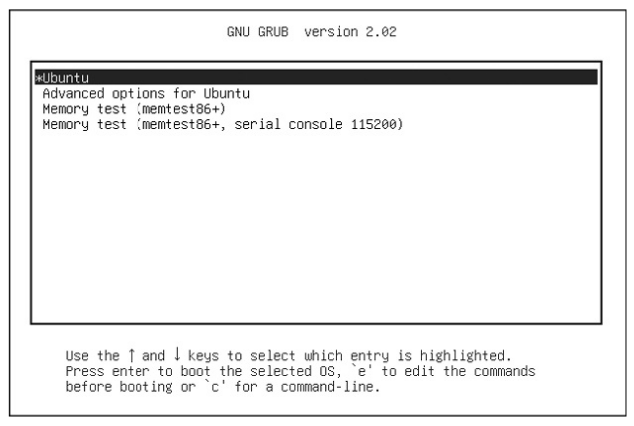 GNU GRUB  version 2.02
*Ubuntu
Advanced options for Ubuntu
Memory test (memtest86+)
Memory test (memtest86+, serial console 115200)
Use the ↑ and ↓ keys to select which entry is highlighted.
Press enter to boot the selected OS, `e' to edit the commands
before booting or `c' for a command-line.